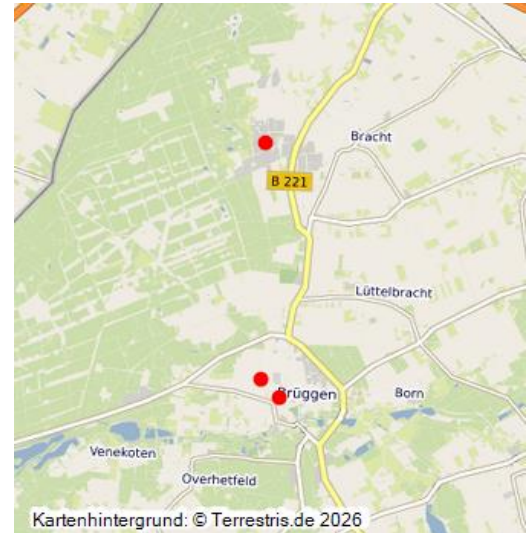 Bracht
B 221
Lüttelbracht
Brüggen
Born
Venekoten
Overhetfeld
Kartenhintergrund: © Terrestris.de 2026